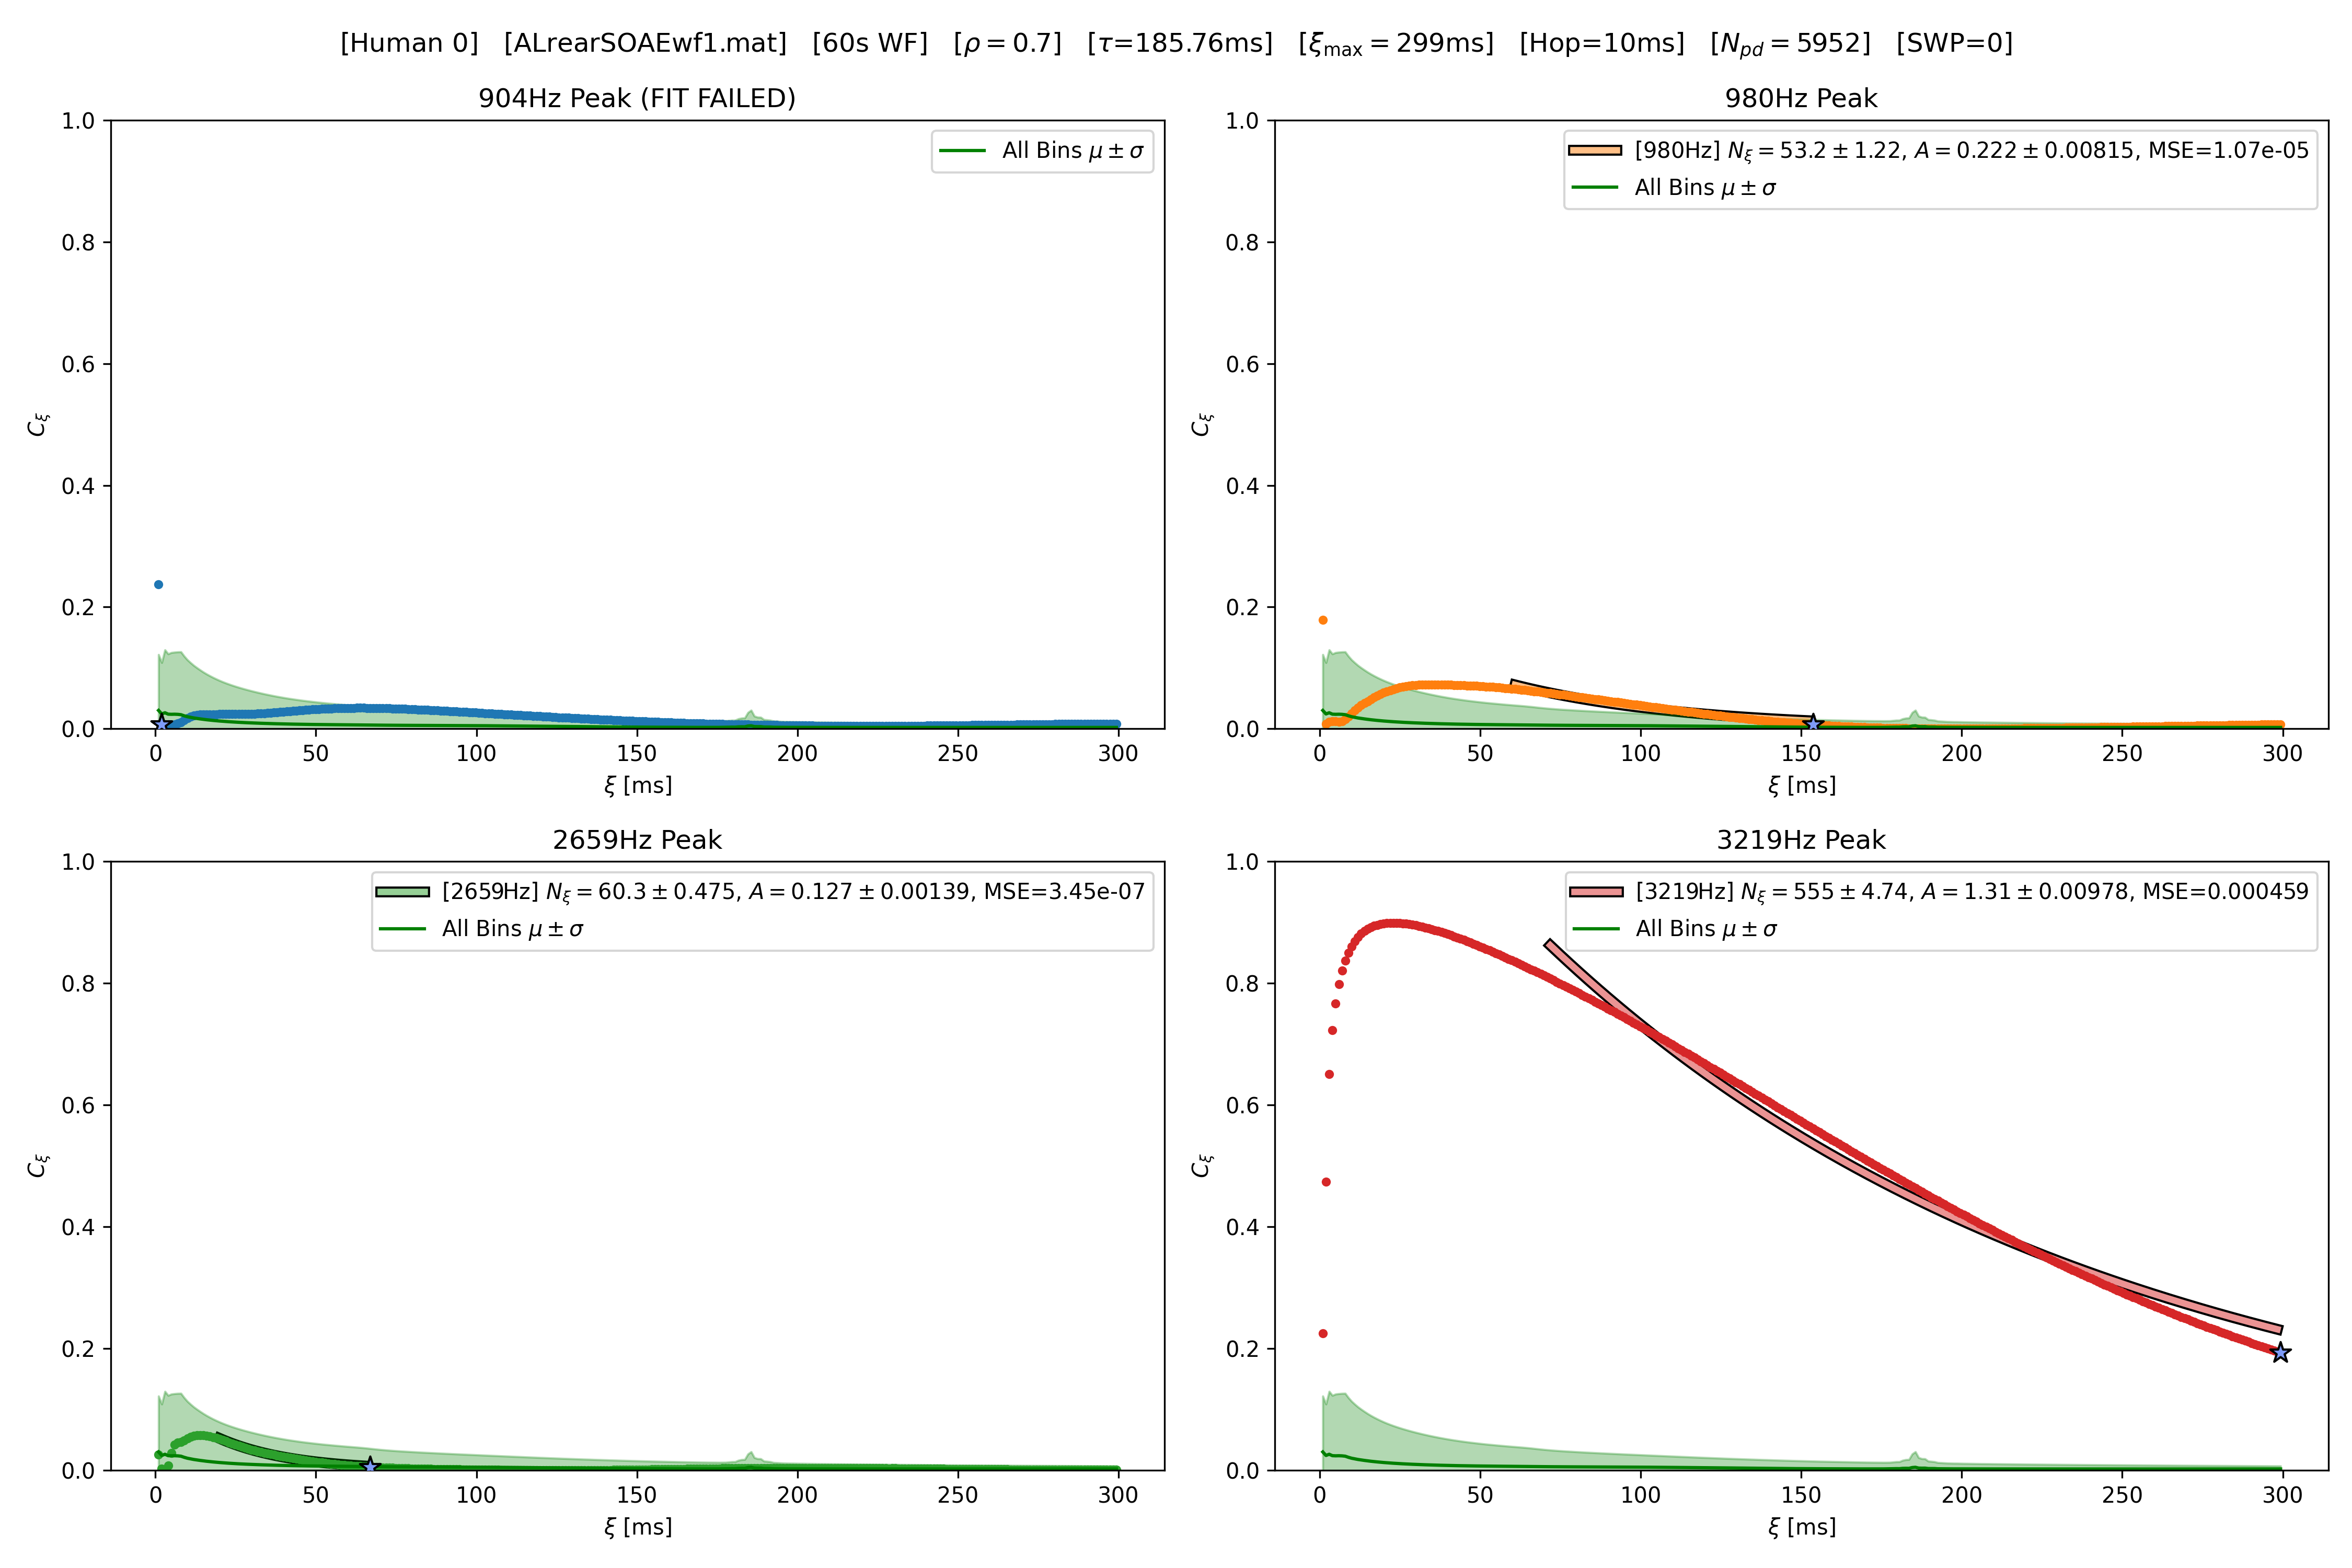 [Human 0] [ALrearSOAEwf1.mat] [60s WF] [ρ = 0.7] [τ=185.76ms] [ξmax = 299ms] [Hop=10ms] [Npd = 5952] [SWP=0]
904Hz Peak (FIT FAILED)
1.0
0.8
0.6
0.4
0.2
0.0
Cξ
All Bins μ ± σ
0 50 100 150 200 250 300
ξ [ms]
980Hz Peak
1.0
0.8
0.6
0.4
0.2
0.0
Cξ
[980Hz] Nξ = 53.2 ± 1.22, A = 0.222 ± 0.00815, MSE=1.07e-05
All Bins μ ± σ
0 50 100 150 200 250 300
ξ [ms]
2659Hz Peak
1.0
0.8
0.6
0.4
0.2
0.0
Cξ
[2659Hz] Nξ = 60.3 ± 0.475, A = 0.127 ± 0.00139, MSE=3.45e-07
All Bins μ ± σ
0 50 100 150 200 250 300
ξ [ms]
3219Hz Peak
1.0
0.8
0.6
0.4
0.2
0.0
Cξ
[3219Hz] Nξ = 555 ± 4.74, A = 1.31 ± 0.00978, MSE=0.000459
All Bins μ ± σ
0 50 100 150 200 250 300
ξ [ms]